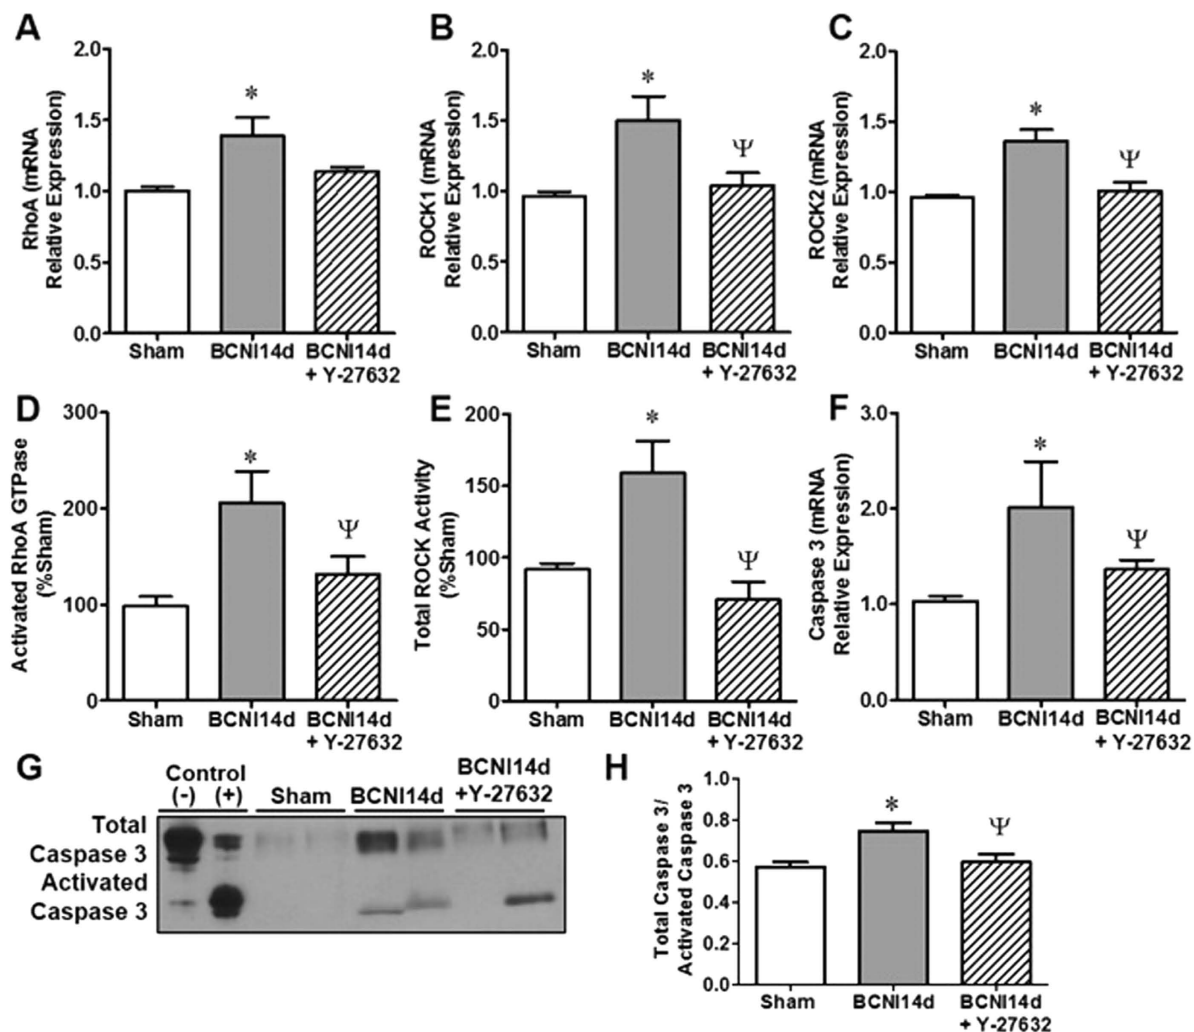 A
RhoA (mRNA
Relative Expression)
2.0
1.5
1.0
0.5
0.0
*
Sham
BCNI14d
BCNI14d
+ Y-27632
B
ROCK1 (mRNA
Relative Expression)
2.0
1.5
1.0
0.5
0.0
*
Ψ
Sham
BCNI14d
BCNI14d
+ Y-27632
C
ROCK2 (mRNA
Relative Expression)
2.0
1.5
1.0
0.5
0.0
*
Ψ
Sham
BCNI14d
BCNI14d
+ Y-27632
D
Activated RhoA GTPase
(%Sham)
300
200
100
0
*
Ψ
Sham
BCNI14d
BCNI14d
+ Y-27632
E
Total ROCK Activity
(%Sham)
200
150
100
50
0
*
Ψ
Sham
BCNI14d
BCNI14d
+ Y-27632
F
Caspase 3 (mRNA
Relative Expression)
3.0
2.0
1.0
0.0
*
Ψ
Sham
BCNI14d
BCNI14d
+ Y-27632
G
Control
(-) (+)
Sham
BCNI14d
BCNI14d
+Y-27632
Total
Caspase 3
Activated
Caspase 3
H
Total Caspase 3/
Activated Caspase 3
1.0
0.8
0.6
0.4
0.2
0.0
*
Ψ
Sham
BCNI14d
BCNI14d
+ Y-27632